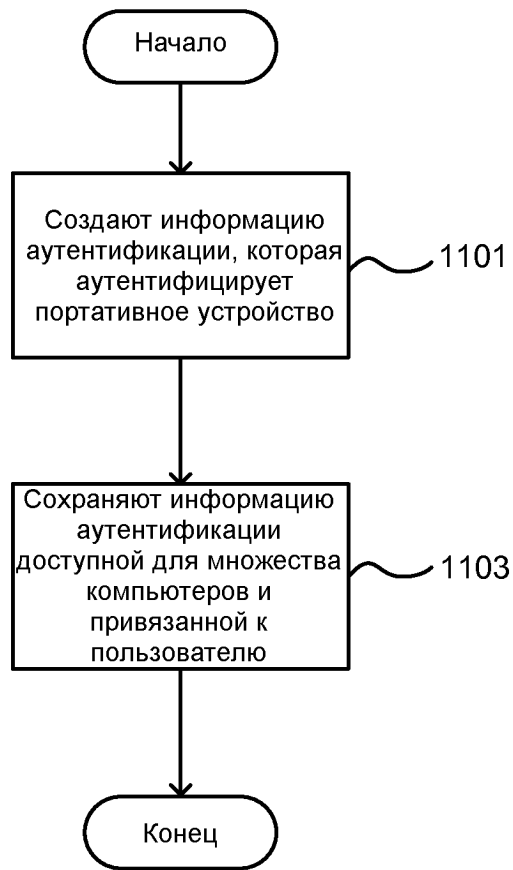 Начало
Создают информацию
аутентификации, которая
аутентифицирует
портативное устройство
1101
Сохраняют информацию
аутентификации
доступной для множества
компьютеров и
привязанной к
пользователю
1103
Конец